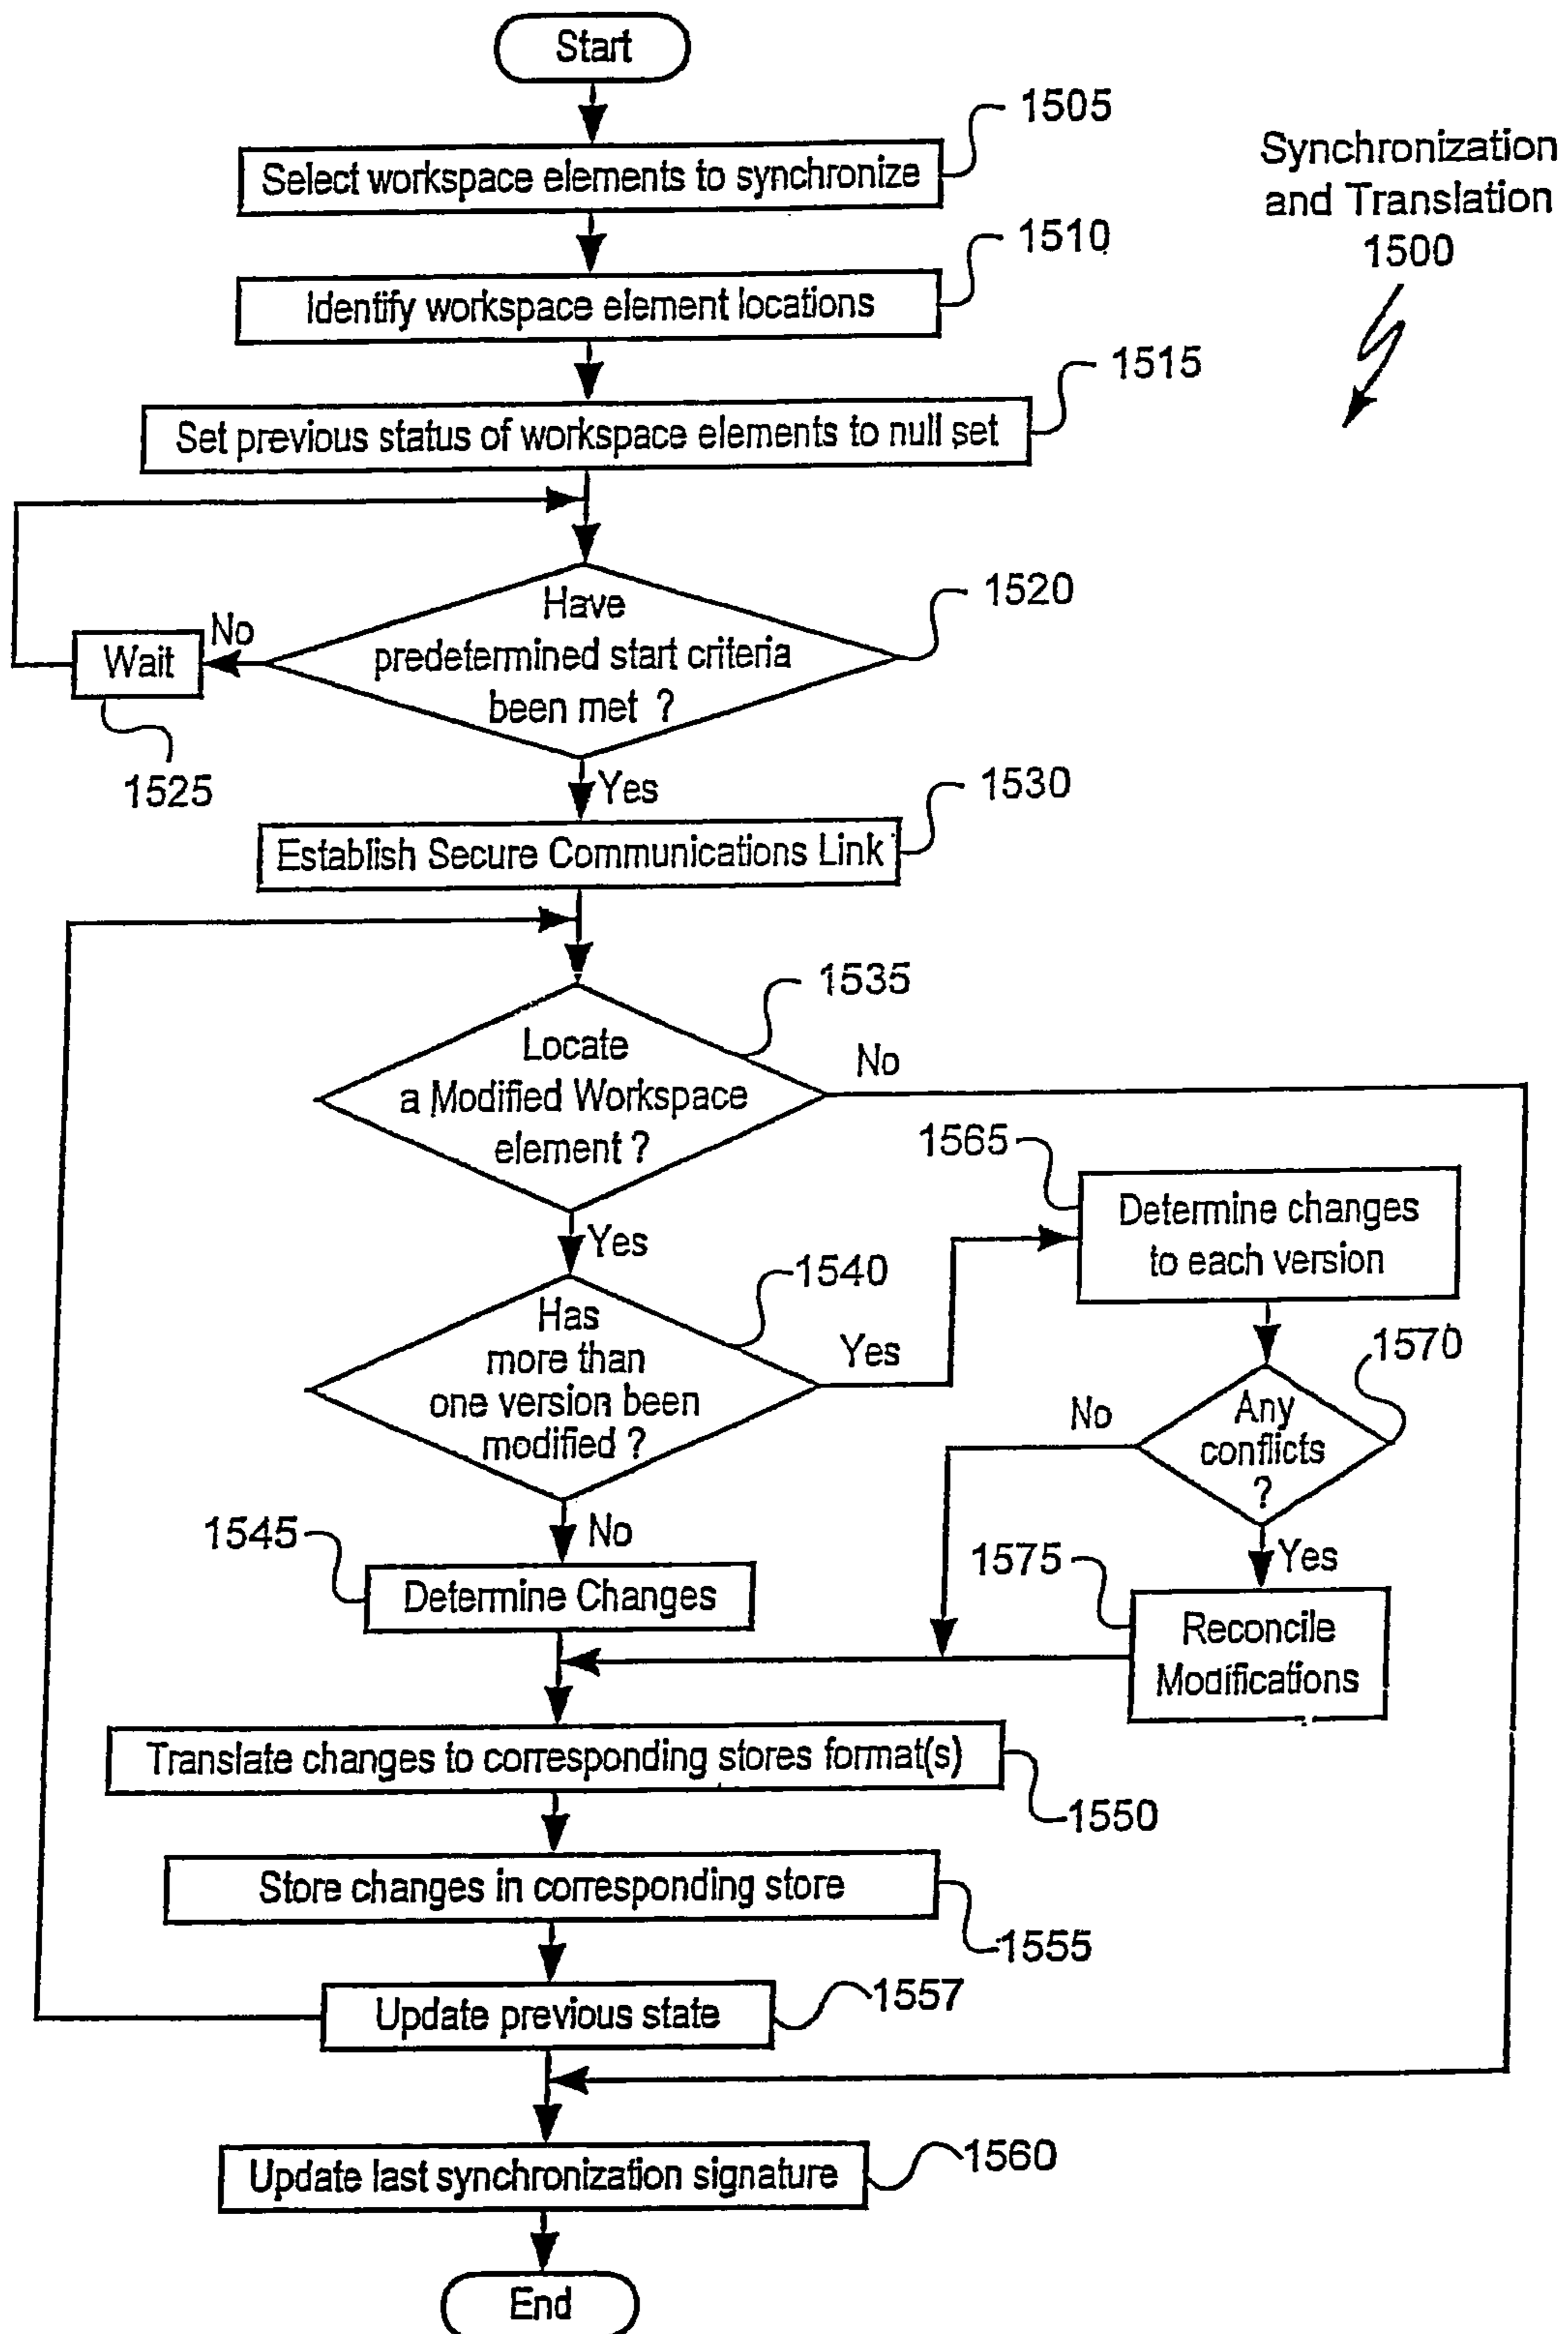 Start
1505
Select workspace elements to synchronize
Synchronization
and Translation
1500
1510
Identify workspace element locations
1515
Set previous status of workspace elements to null set
1520
Have
predetermined start criteria
been met ?
No
Wait
1525
Yes
1530
Establish Secure Communications Link
1535
Locate
a Modified Workspace
element ?
No
Yes
1565
Determine changes
to each version
1540
Has
more than
one version been
modified ?
Yes
1570
Any
conflicts
?
No
Yes
No
1545
Determine Changes
1575
Reconcile
Modifications
Translate changes to corresponding stores format(s)
1550
Store changes in corresponding store
1555
Update previous state
1557
Update last synchronization signature
1560
End